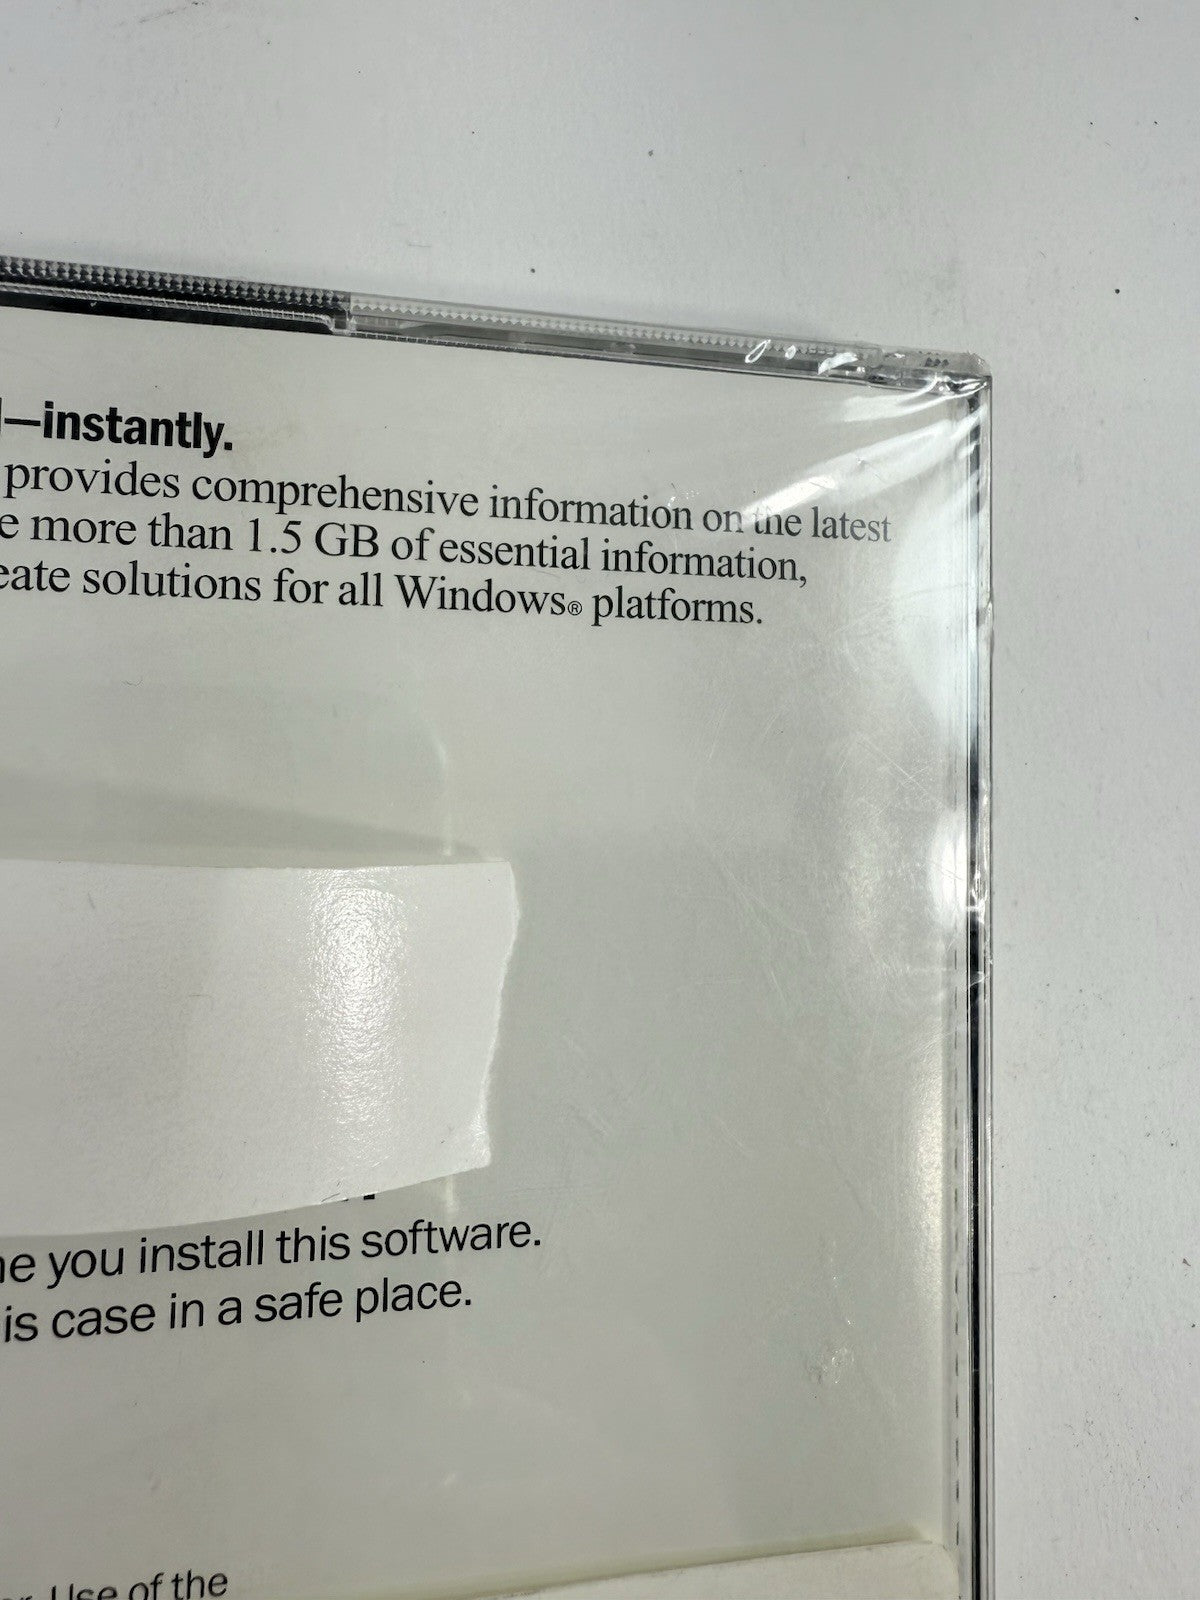 —instantly.
provides comprehensive information on the latest
e more than 1.5 GB of essential information,
eate solutions for all Windows® platforms.
ne you install this software.
is case in a safe place.
Use of the